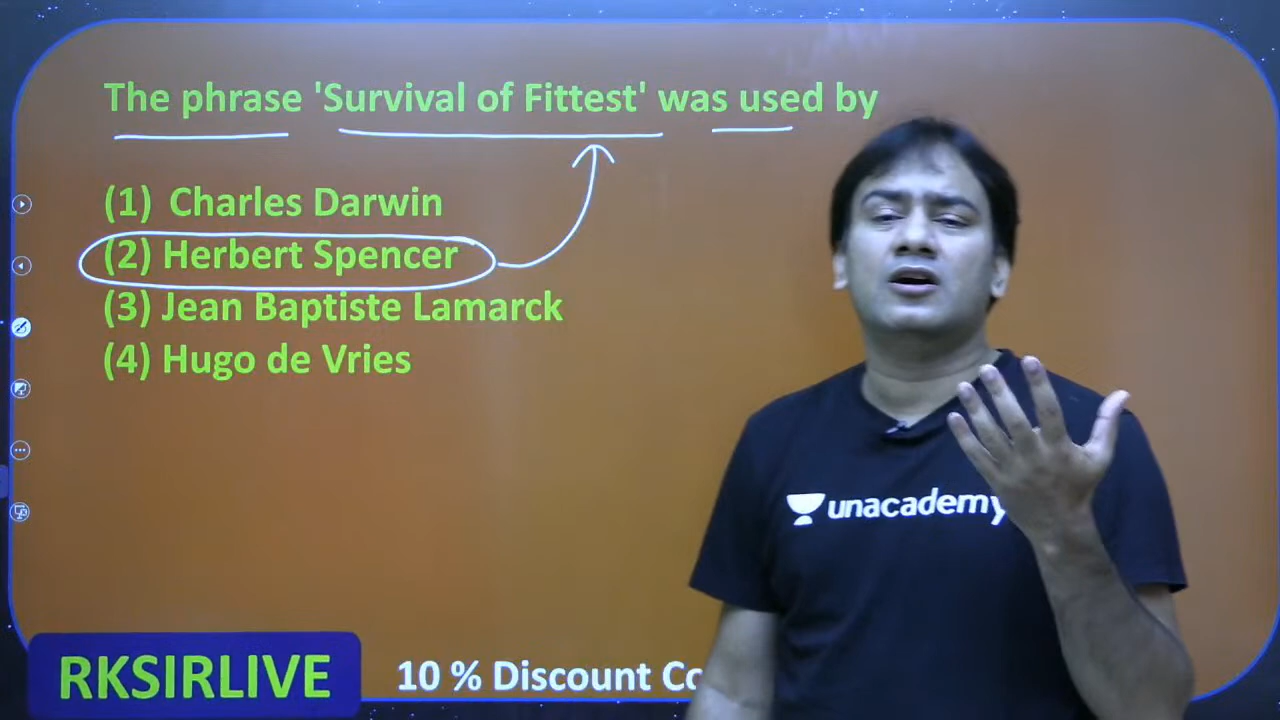 The phrase 'Survival of Fittest' was used by
(1) Charles Darwin
(2) Herbert Spencer
(3) Jean Baptiste Lamarck
(4) Hugo de Vries
unacademy
RKSIRLIVE
10 % Discount